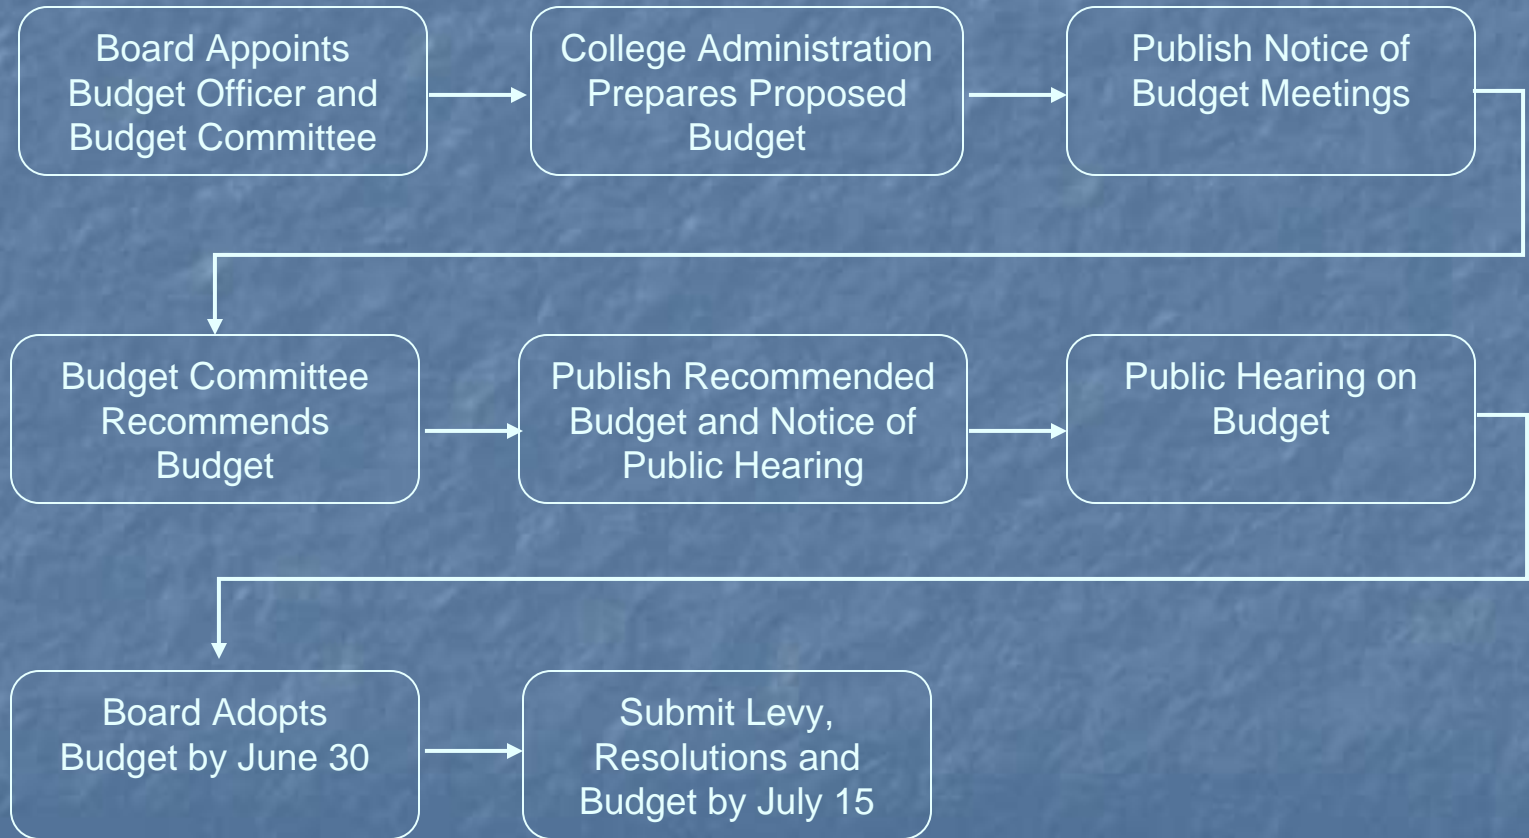 Board Appoints
Budget Officer and
Budget Committee
College Administration
Prepares Proposed
Budget
Publish Notice of
Budget Meetings
Budget Committee
Recommends
Budget
Publish Recommended
Budget and Notice of
Public Hearing
Public Hearing on
Budget
Board Adopts
Budget by June 30
Submit Levy,
Resolutions and
Budget by July 15